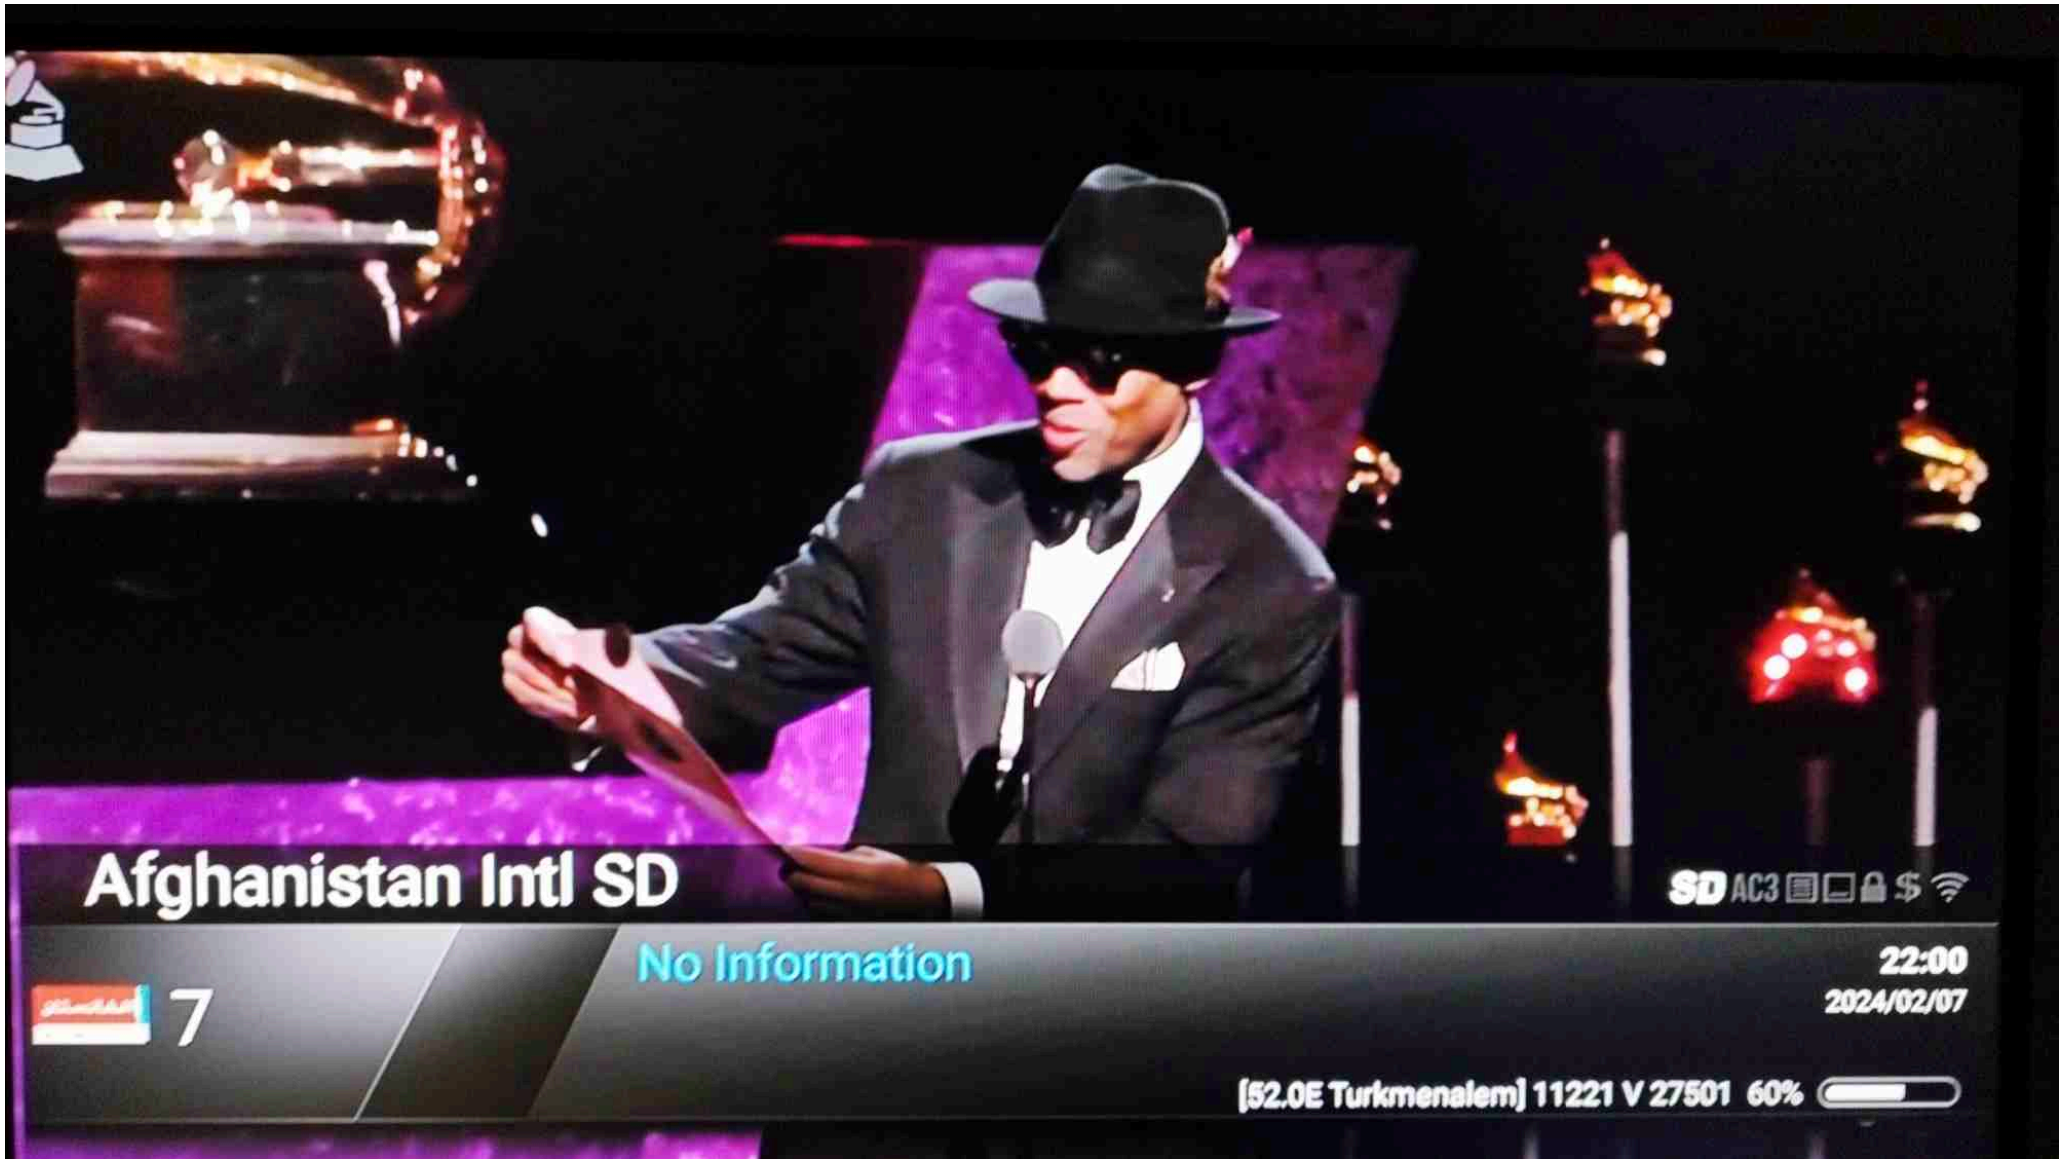 Afghanistan Intl SD
SD AC3 $
No Information
22:00
7
2024/02/07
[52.0E Turkmenalem] 11221 V 27501 60%